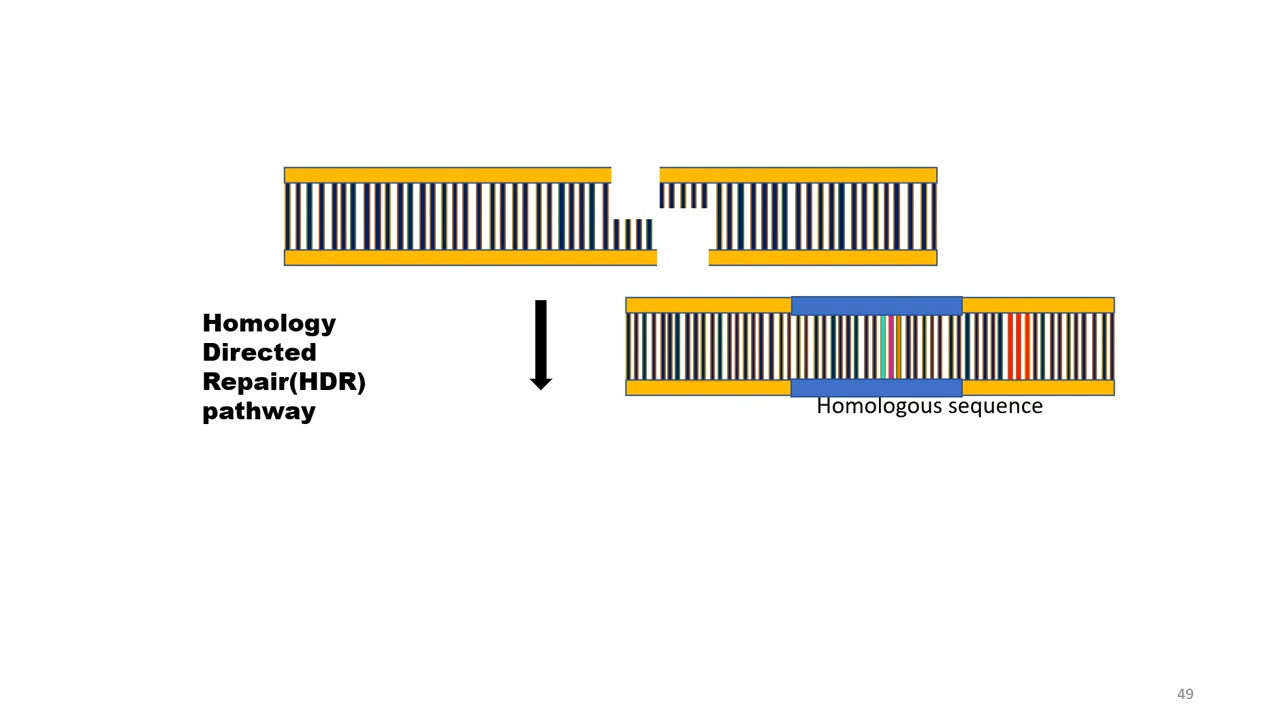 Homology
Directed
Repair(HDR)
pathway
Homologous sequence
49